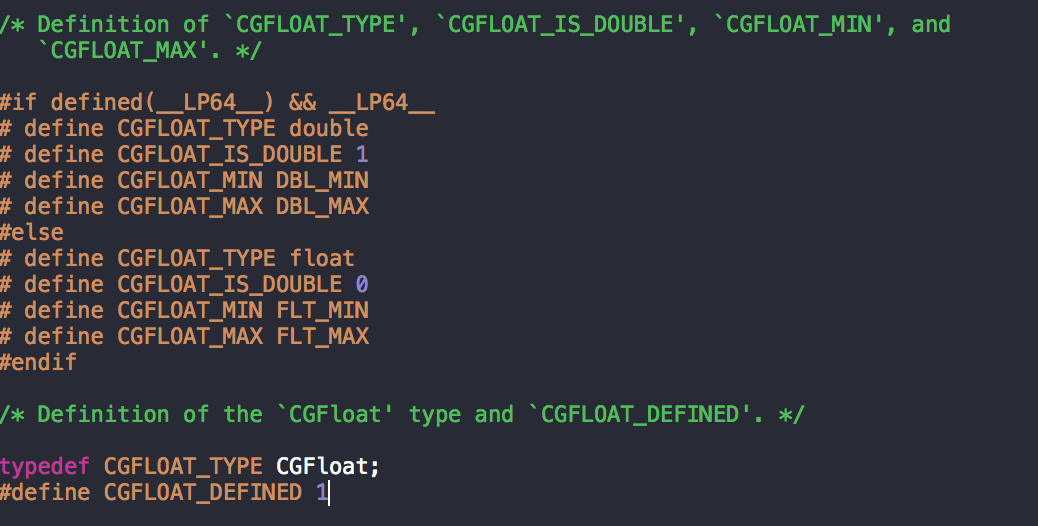 /* Definition of `CGFLOAT_TYPE', `CGFLOAT_IS_DOUBLE', `CGFLOAT_MIN', and
`CGFLOAT_MAX'. */
#if defined(__LP64__) && __LP64__
# define CGFLOAT_TYPE double
# define CGFLOAT_IS_DOUBLE 1
# define CGFLOAT_MIN DBL_MIN
# define CGFLOAT_MAX DBL_MAX
#else
# define CGFLOAT_TYPE float
# define CGFLOAT_IS_DOUBLE 0
# define CGFLOAT_MIN FLT_MIN
# define CGFLOAT_MAX FLT_MAX
#endif
/* Definition of the `CGFloat' type and `CGFLOAT_DEFINED'. */
typedef CGFLOAT_TYPE CGFloat;
#define CGFLOAT_DEFINED 1